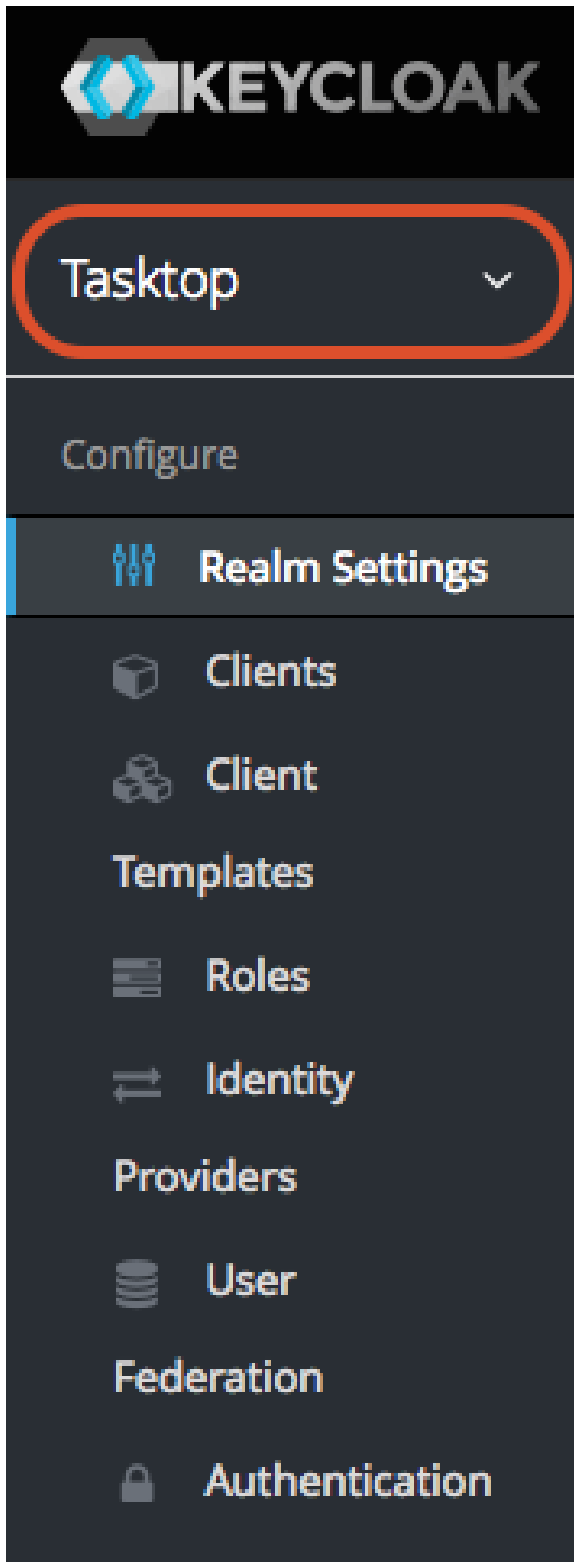 KEYCLOAK
Tasktop
Configure
Realm Settings
Clients
Client
Templates
Roles
Identity
Providers
User
Federation
Authentication